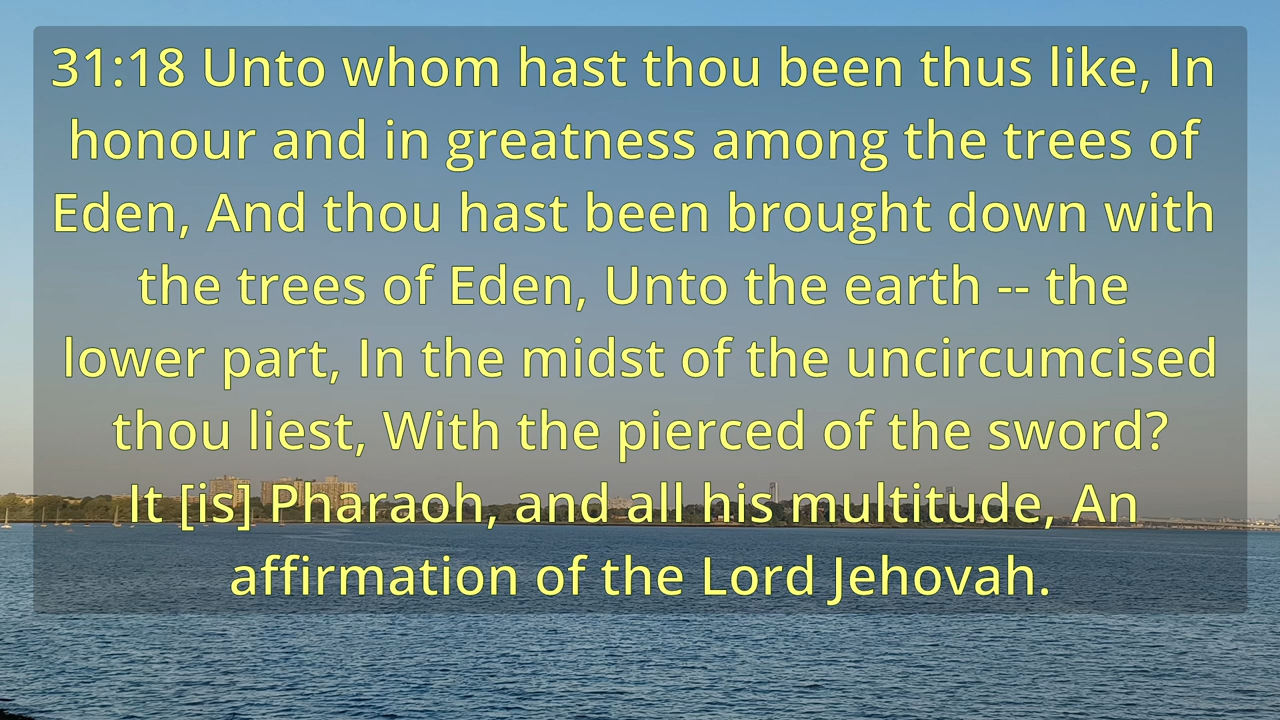 31:18 Unto whom hast thou been thus like, In
honour and in greatness among the trees of
Eden, And thou hast been brought down with
the trees of Eden, Unto the earth -- the
lower part, In the midst of the uncircumcised
thou liest, With the pierced of the sword?
It [is] Pharaoh, and all his multitude, An
affirmation of the Lord Jehovah.